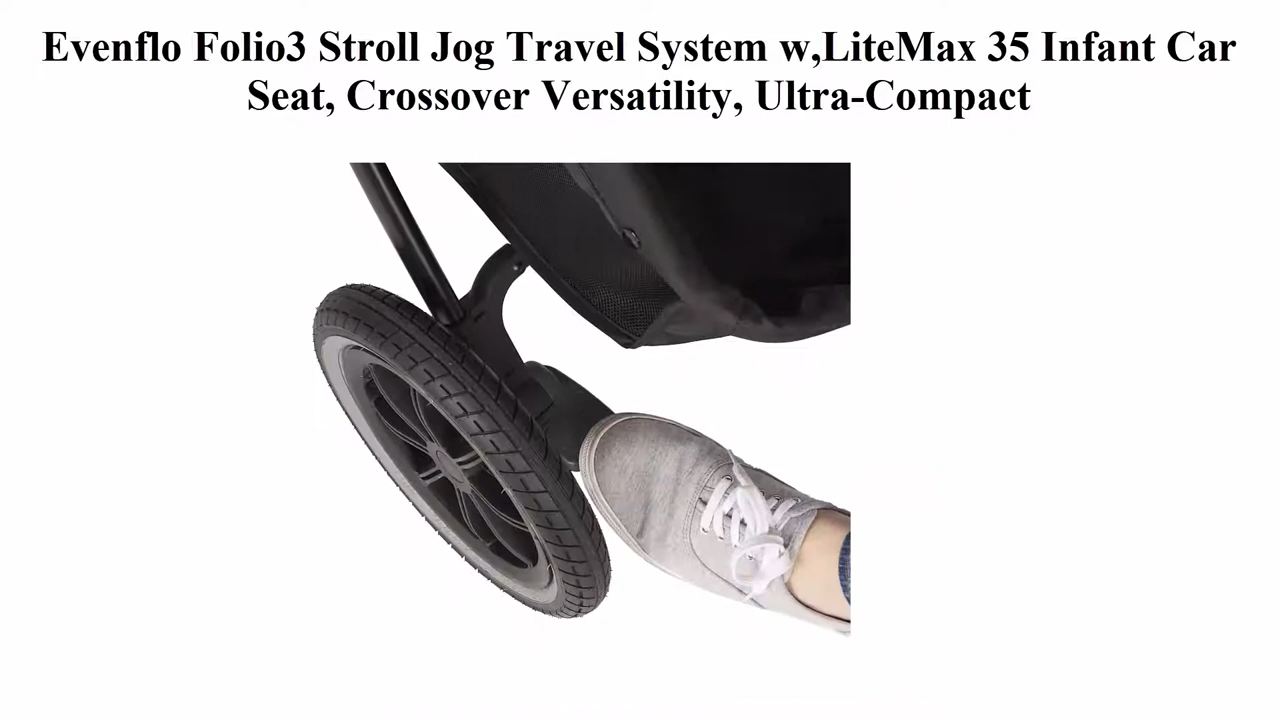 Evenflo Folio3 Stroll Jog Travel System w,LiteMax 35 Infant Car
Seat, Crossover Versatility, Ultra-Compact